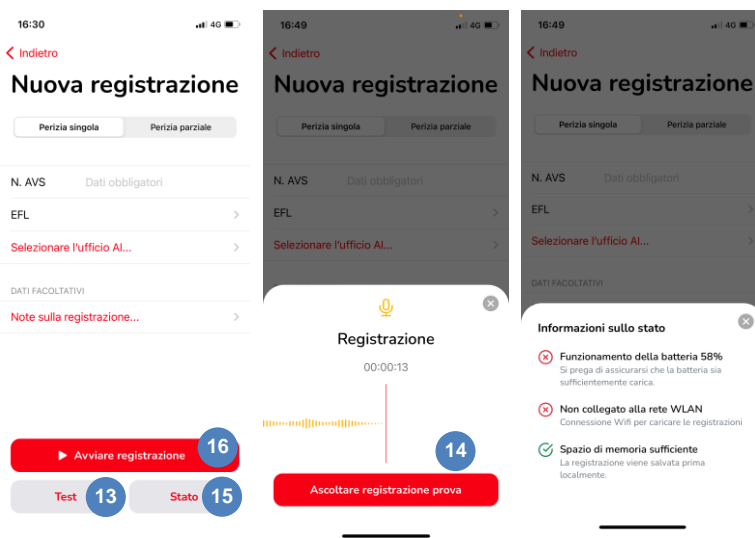 16:30
4G
Indietro
Nuova registrazione
Perizia singola Perizia parziale
N. AVS Dati obbligatori
EFL
Selezionare l'ufficio AI...
DATI FACOLTATIVI
Note sulla registrazione...
Avviare registrazione 16
Test 13 Stato 15
16:49
4G
Indietro
Nuova registrazione
Perizia singola Perizia parziale
N. AVS Dati obbligatori
EFL
Selezionare l'ufficio AI...
Registrazione
00:00:13
14
Ascoltare registrazione prova
16:49
4G
Indietro
Nuova registrazione
Perizia singola Perizia parziale
N. AVS Dati obbligatori
EFL
Selezionare l'ufficio AI...
DATI FACOLTATIVI
Informazioni sullo stato
Funzionamento della batteria 58%
Si prega di assicurarsi che la batteria sia
sufficientemente carica.
Non collegato alla rete WLAN
Connessione Wifi per caricare le registrazioni
Spazio di memoria sufficiente
La registrazione viene salvata prima
localmente.